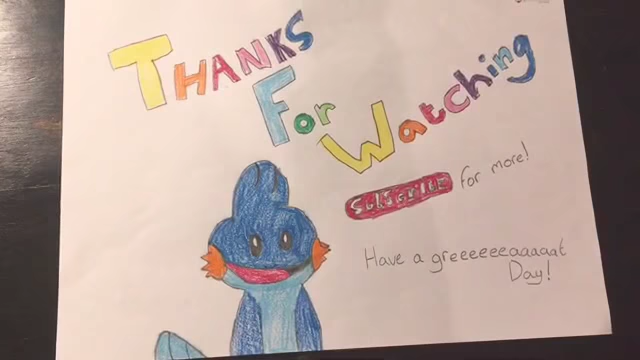 THANKS
For
Watching
Subscribe for more!
Have a greeeeeeaaaaat
Day!